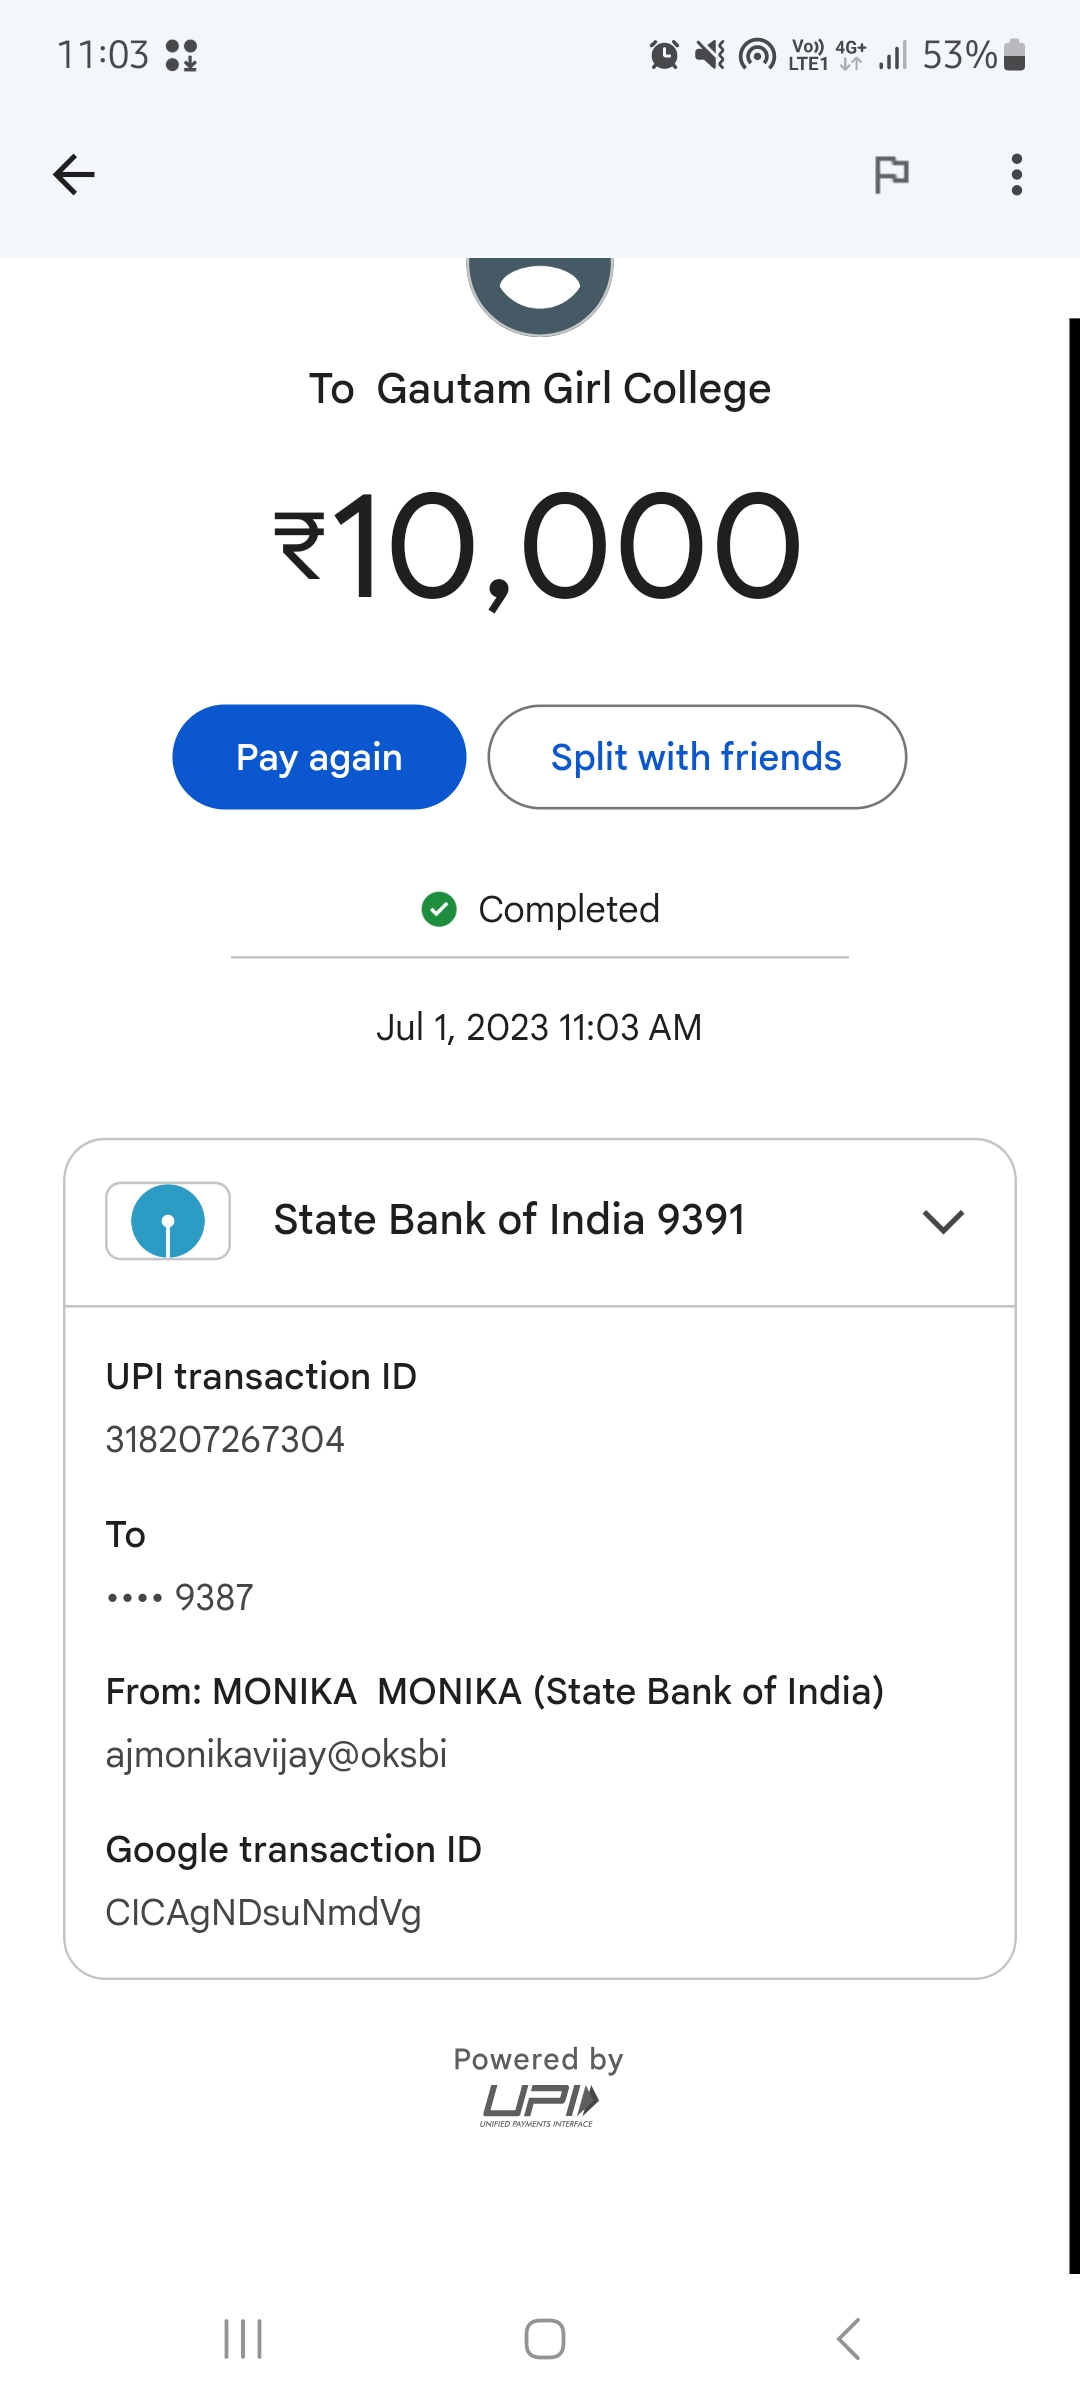 11:03 Vo)) LTE1 4G+ 53%
To Gautam Girl College
₹10,000
Pay again Split with friends
Completed
Jul 1, 2023 11:03 AM
State Bank of India 9391
UPI transaction ID
318207267304
To
•••• 9387
From: MONIKA MONIKA (State Bank of India)
ajmonikavijay@oksbi
Google transaction ID
CICAgNDsuNmdVg
Powered by
UPI
UNIFIED PAYMENTS INTERFACE